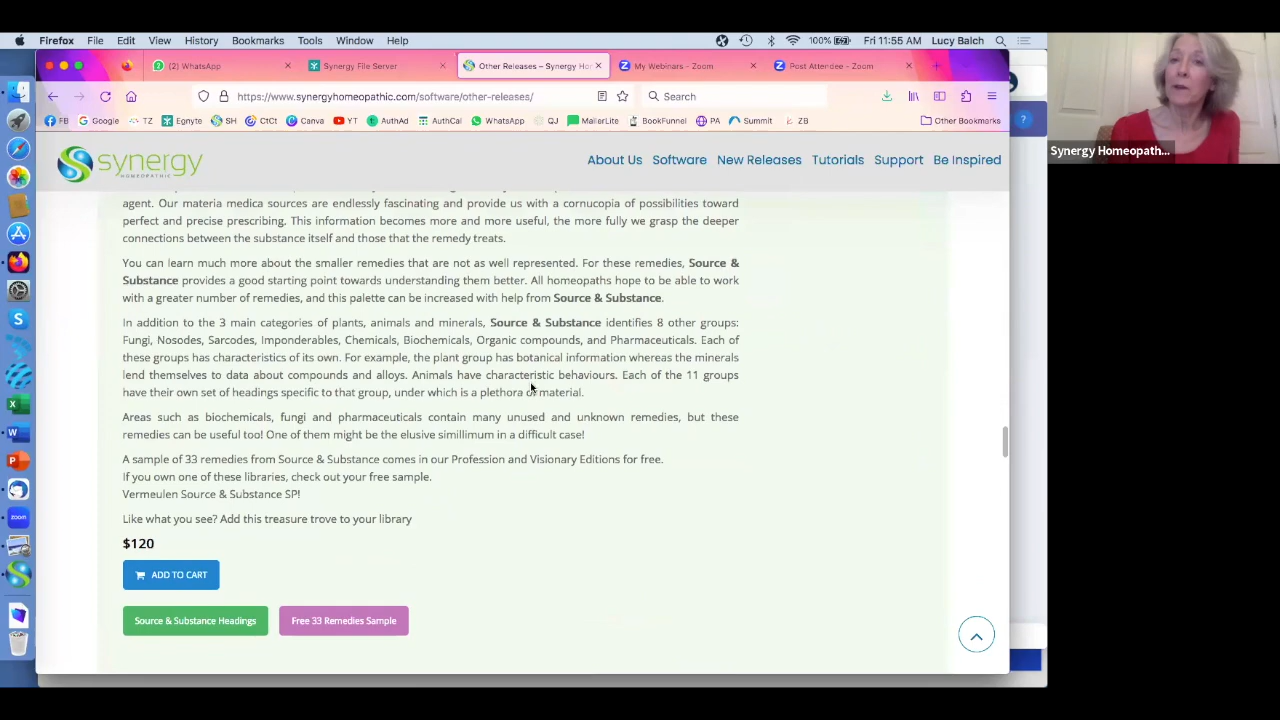 Firefox File Edit View History Bookmarks Tools Window Help 100% Fri 11:55 AM Lucy Balch
(2) WhatsApp Synergy File Server Other Releases – Synergy Ho My Webinars - Zoom Post Attendee - Zoom
https://www.synergyhomeopathic.com/software/other-releases/ Search
FB Google TZ Egnyte SH CtCt Canva YT AuthAd AuthCal WhatsApp QJ MailerLite BookFunnel PA Summit ZB Other Bookmarks
Synergy Homeopath...
synergy
HOMEOPATHIC
About Us Software New Releases Tutorials Support Be Inspired
agent. Our materia medica sources are endlessly fascinating and provide us with a cornucopia of possibilities toward
perfect and precise prescribing. This information becomes more and more useful, the more fully we grasp the deeper
connections between the substance itself and those that the remedy treats.
You can learn much more about the smaller remedies that are not as well represented. For these remedies, Source &
Substance provides a good starting point towards understanding them better. All homeopaths hope to be able to work
with a greater number of remedies, and this palette can be increased with help from Source & Substance.
In addition to the 3 main categories of plants, animals and minerals, Source & Substance identifies 8 other groups:
Fungi, Nosodes, Sarcodes, Imponderables, Chemicals, Biochemicals, Organic compounds, and Pharmaceuticals. Each of
these groups has characteristics of its own. For example, the plant group has botanical information whereas the minerals
lend themselves to data about compounds and alloys. Animals have characteristic behaviours. Each of the 11 groups
have their own set of headings specific to that group, under which is a plethora of material.
Areas such as biochemicals, fungi and pharmaceuticals contain many unused and unknown remedies, but these
remedies can be useful too! One of them might be the elusive simillimum in a difficult case!
A sample of 33 remedies from Source & Substance comes in our Profession and Visionary Editions for free.
If you own one of these libraries, check out your free sample.
Vermeulen Source & Substance SP!
Like what you see? Add this treasure trove to your library
$120
ADD TO CART
Source & Substance Headings Free 33 Remedies Sample
zoom